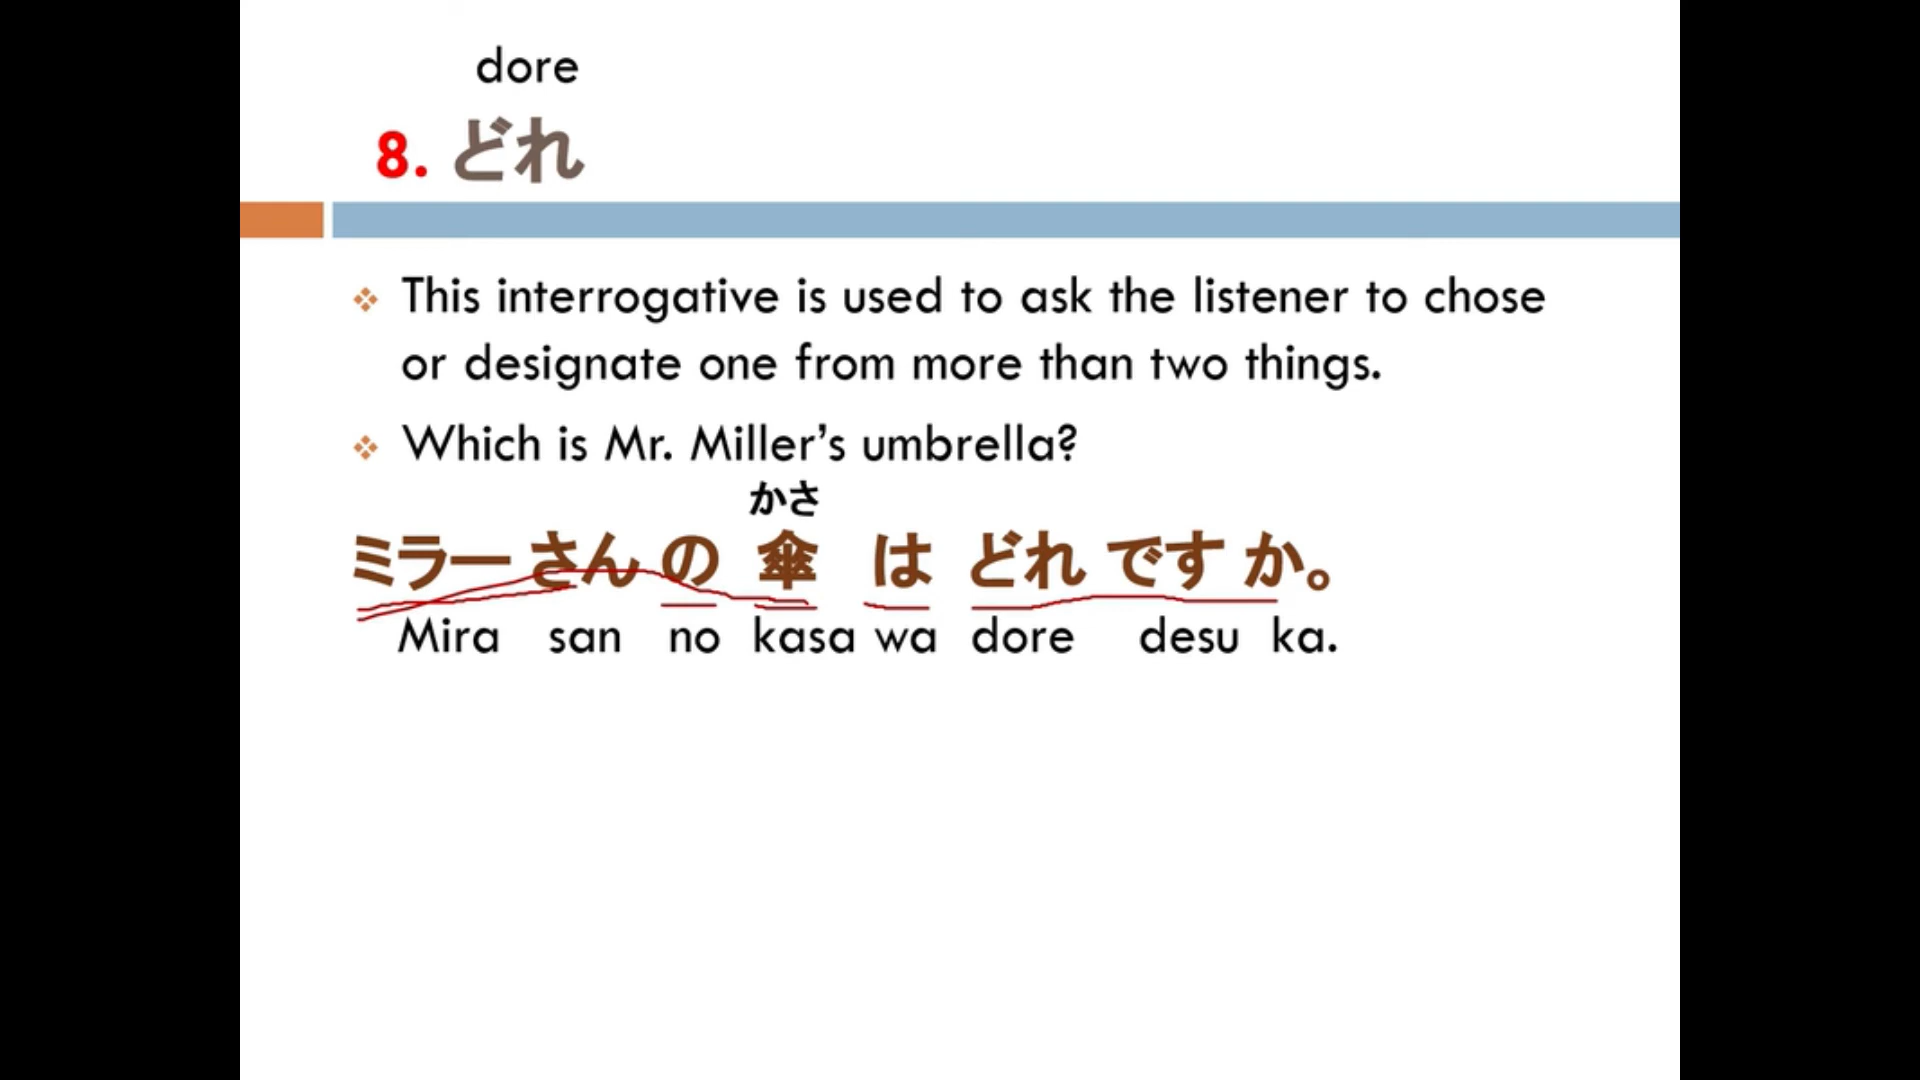 dore
8. どれ
This interrogative is used to ask the listener to chose
or designate one from more than two things.
Which is Mr. Miller's umbrella?
かさ
ミラー さん の 傘 は どれ です か。
Mira san no kasa wa dore desu ka.